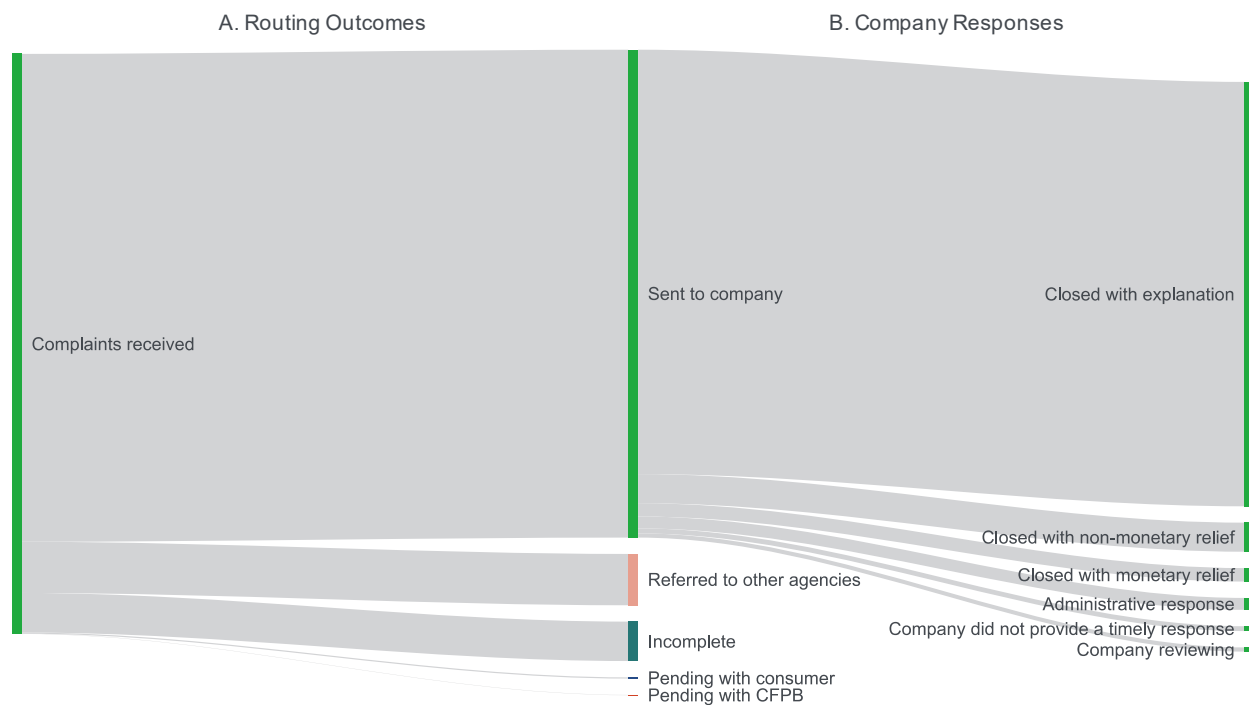 A. Routing Outcomes
B. Company Responses
Complaints received
Sent to company
Referred to other agencies
Incomplete
Pending with consumer
Pending with CFPB
Closed with explanation
Closed with non-monetary relief
Closed with monetary relief
Administrative response
Company did not provide a timely response
Company reviewing